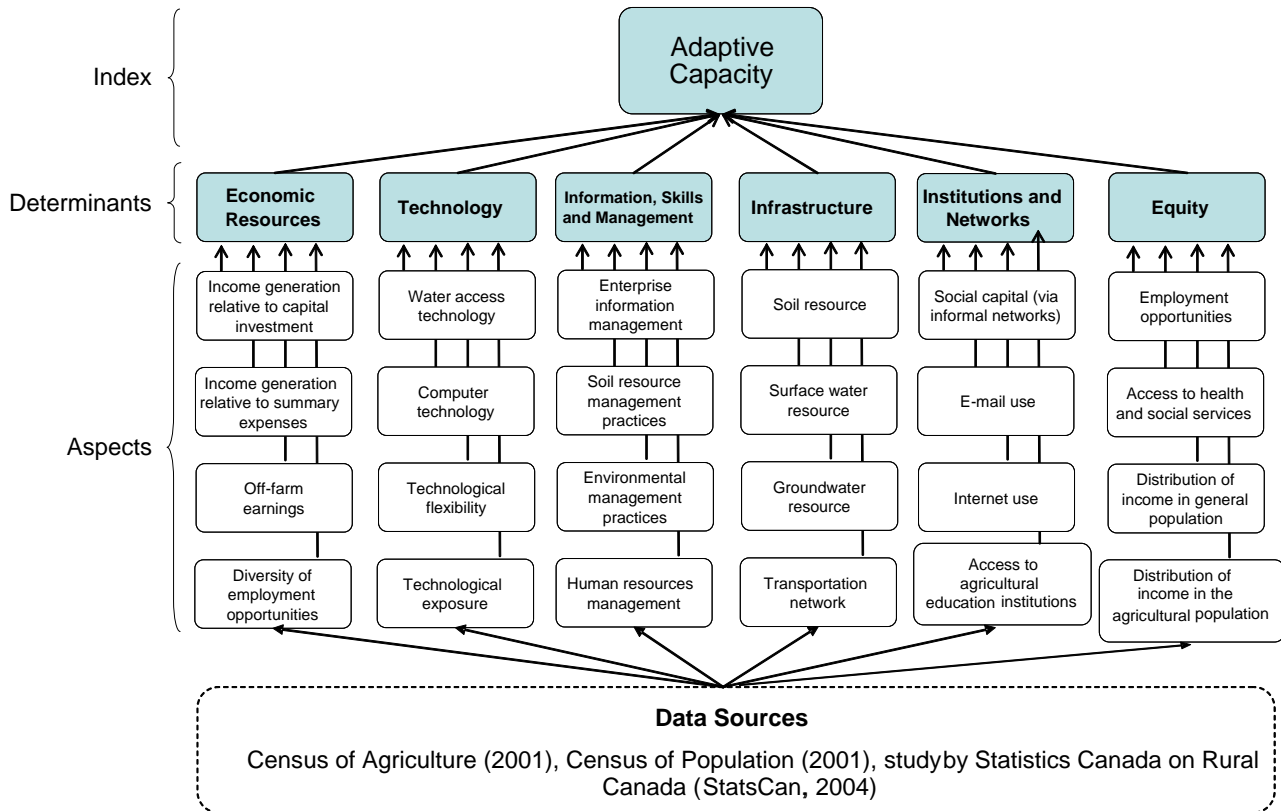 Index
Adaptive
Capacity
Determinants
Economic
Resources
Technology
Information, Skills
and Management
Infrastructure
Institutions and
Networks
Equity
Aspects
Income generation
relative to capital
investment
Water access
technology
Enterprise
information
management
Soil resource
Social capital (via
informal networks)
Employment
opportunities
Income generation
relative to summary
expenses
Computer
technology
Soil resource
management
practices
Surface water
resource
E-mail use
Access to health
and social services
Off-farm
earnings
Technological
flexibility
Environmental
management
practices
Groundwater
resource
Internet use
Distribution of
income in general
population
Diversity of
employment
opportunities
Technological
exposure
Human resources
management
Transportation
network
Access to
agricultural
education institutions
Distribution of
income in the
agricultural population
Data Sources
Census of Agriculture (2001), Census of Population (2001), studyby Statistics Canada on Rural
Canada (StatsCan, 2004)